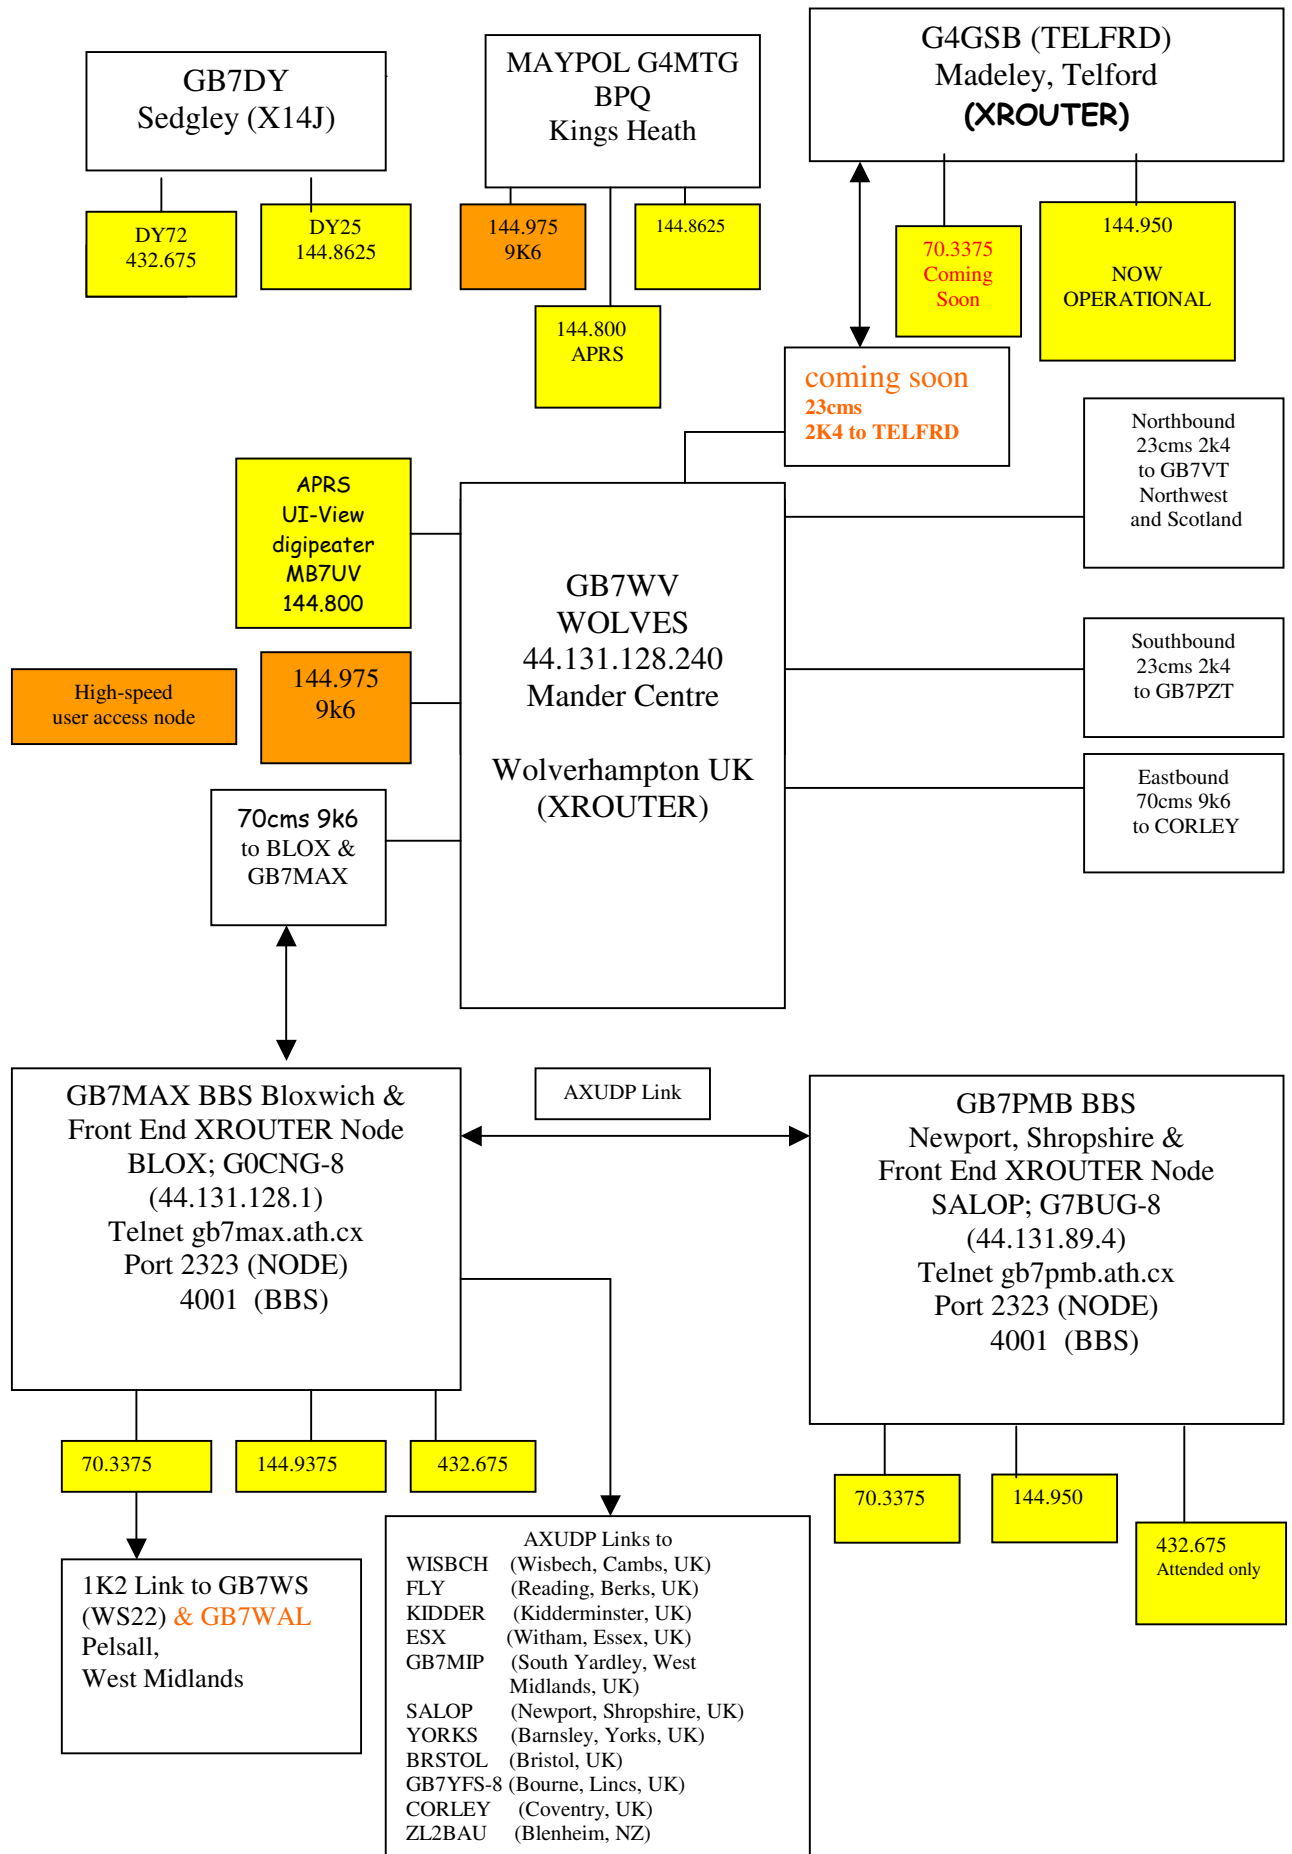 GB7DY
Sedgley (X14J)
DY72
432.675
DY25
144.8625
MAYPOL G4MTG
BPQ
Kings Heath
144.975
9K6
144.800
APRS
144.8625
G4GSB (TELFRD)
Madeley, Telford
(XROUTER)
70.3375
Coming
Soon
144.950
NOW
OPERATIONAL
coming soon
23cms
2K4 to TELFRD
Northbound
23cms 2k4
to GB7VT
Northwest
and Scotland
APRS
UI-View
digipeater
MB7UV
144.800
GB7WV
WOLVES
44.131.128.240
Mander Centre
Wolverhampton UK
(XROUTER)
Southbound
23cms 2k4
to GB7PZT
High-speed
user access node
144.975
9k6
Eastbound
70cms 9k6
to CORLEY
70cms 9k6
to BLOX &
GB7MAX
GB7MAX BBS Bloxwich &
Front End XROUTER Node
BLOX; G0CNG-8
(44.131.128.1)
Telnet gb7max.ath.cx
Port 2323 (NODE)
4001 (BBS)
AXUDP Link
GB7PMB BBS
Newport, Shropshire &
Front End XROUTER Node
SALOP; G7BUG-8
(44.131.89.4)
Telnet gb7pmb.ath.cx
Port 2323 (NODE)
4001 (BBS)
70.3375
144.9375
432.675
70.3375
144.950
432.675
Attended only
1K2 Link to GB7WS
(WS22) & GB7WAL
Pelsall,
West Midlands
AXUDP Links to
WISBCH (Wisbech, Cambs, UK)
FLY (Reading, Berks, UK)
KIDDER (Kidderminster, UK)
ESX (Witham, Essex, UK)
GB7MIP (South Yardley, West
Midlands, UK)
SALOP (Newport, Shropshire, UK)
YORKS (Barnsley, Yorks, UK)
BRSTOL (Bristol, UK)
GB7YFS-8 (Bourne, Lincs, UK)
CORLEY (Coventry, UK)
ZL2BAU (Blenheim, NZ)